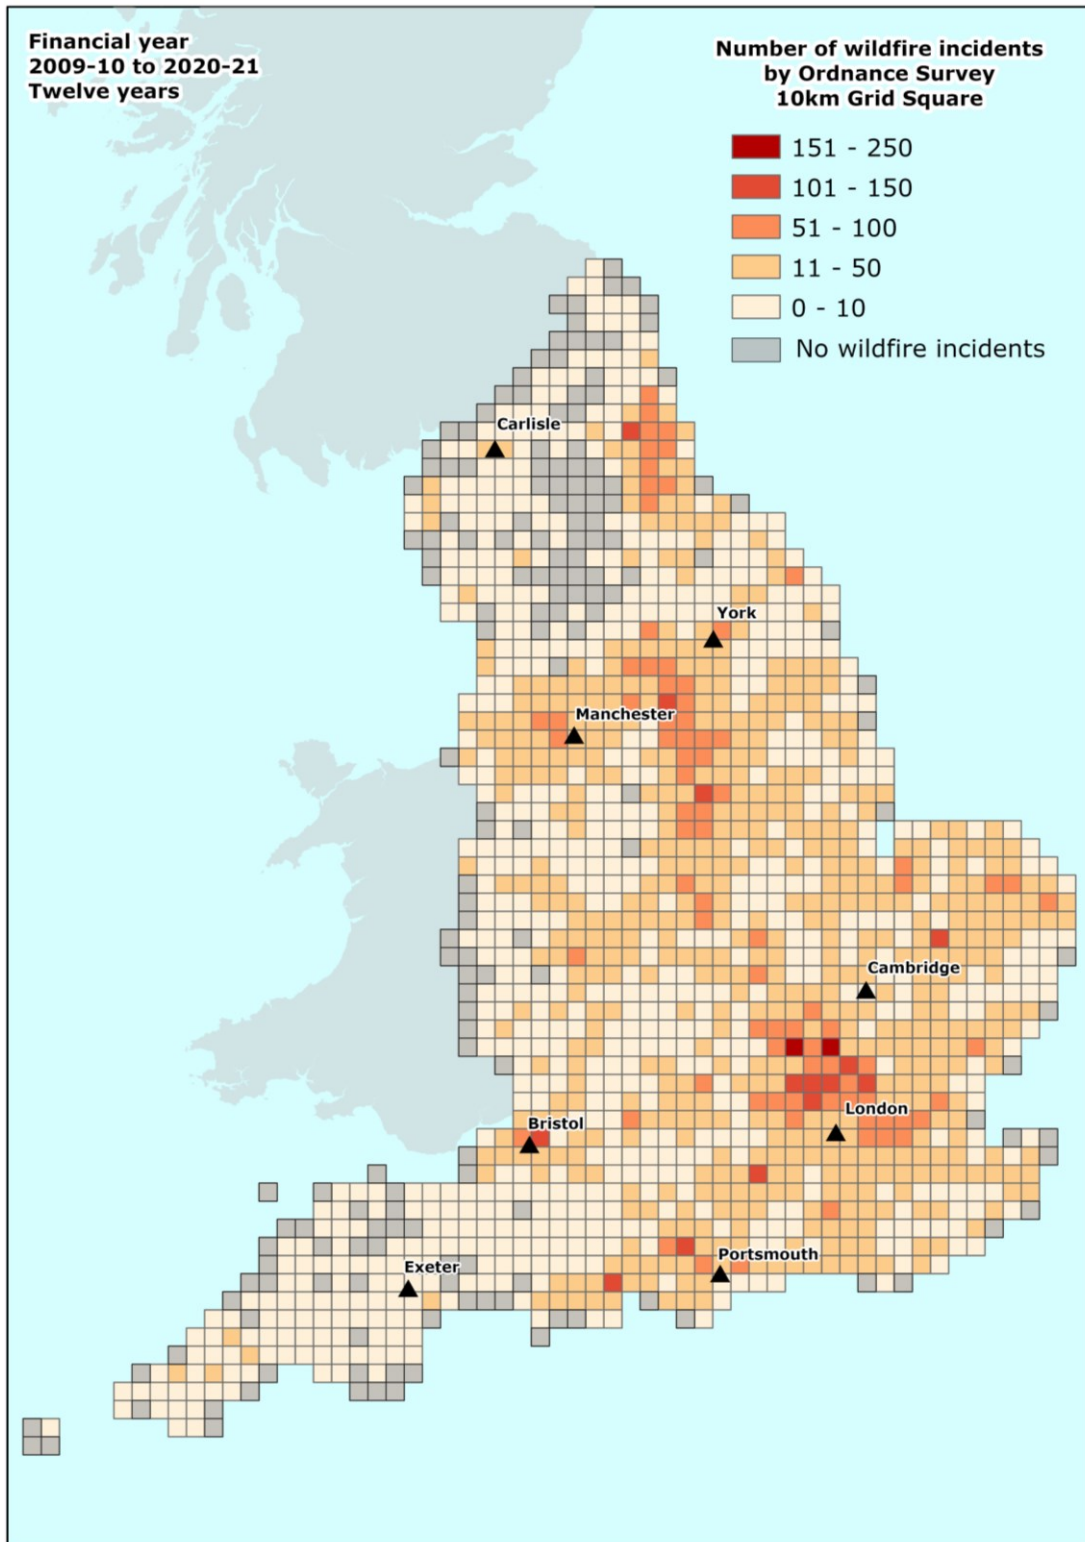 Financial year
2009-10 to 2020-21
Twelve years
Number of wildfire incidents
by Ordnance Survey
10km Grid Square
151 - 250
101 - 150
51 - 100
11 - 50
0 - 10
No wildfire incidents
Carlisle
York
Manchester
Cambridge
London
Bristol
Portsmouth
Exeter